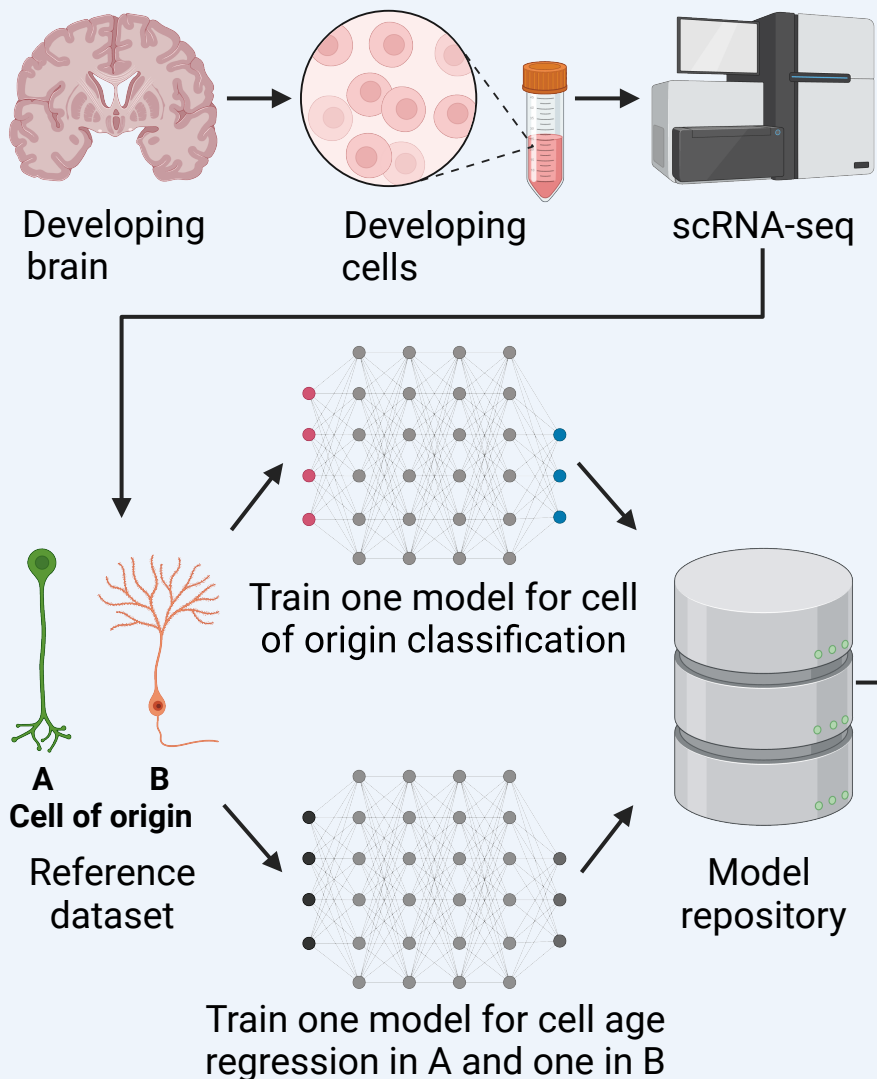 Developing
brain
Developing
cells
scRNA-seq
Train one model for cell
of origin classification
A
B
Cell of origin
Reference
dataset
Model
repository
Train one model for cell age
regression in A and one in B